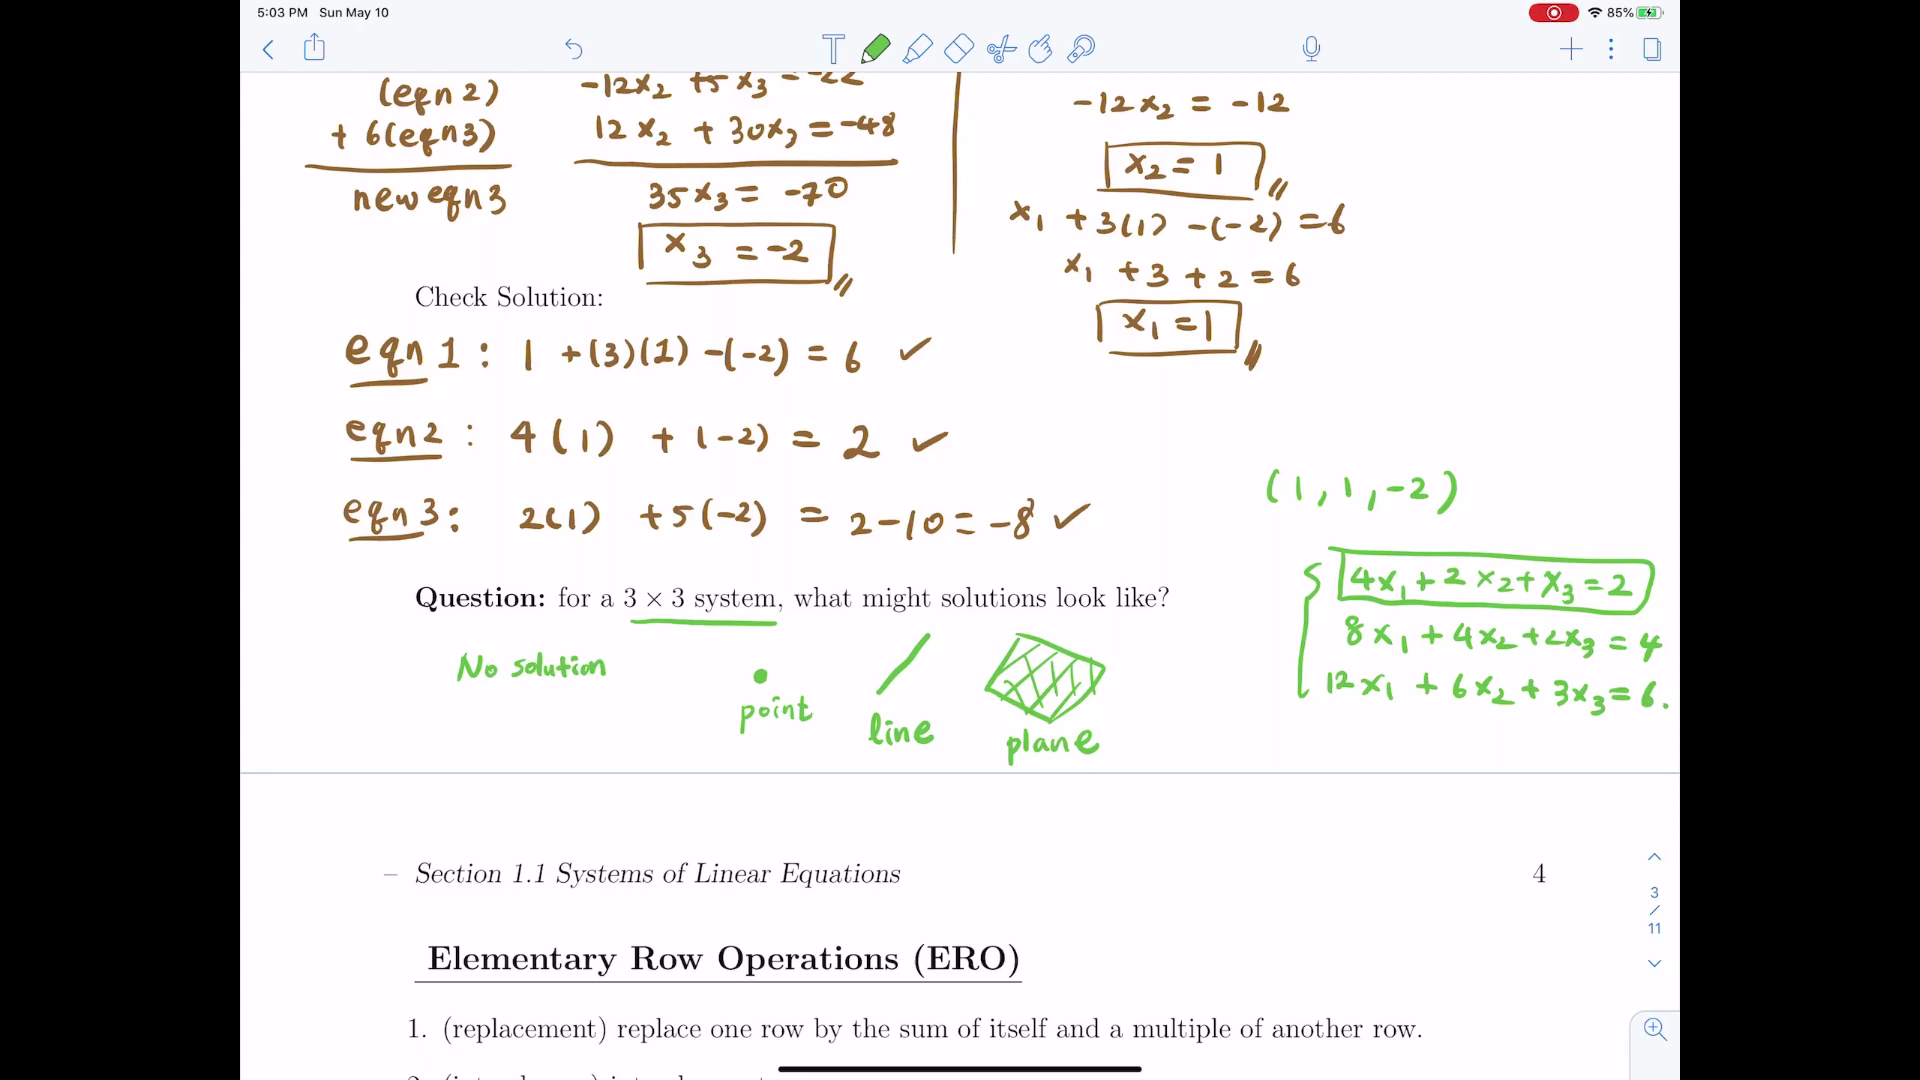 5:03 PM Sun May 10
85%
(eqn 2)
+ 6(eqn3)
new eqn 3
-12x₂ +5x₃ = -22
12x₂ + 30x₃ = -48
35x₃ = -70
x₃ = -2
-12x₂ = -12
x₂ = 1
x₁ + 3(1) -(-2) = 6
x₁ + 3 + 2 = 6
x₁ = 1
Check Solution:
eqn 1 : 1 + (3)(1) -(-2) = 6 ✓
eqn2 : 4(1) + (-2) = 2 ✓
eqn 3 : 2(1) + 5(-2) = 2-10 = -8 ✓
(1, 1, -2)
4x₁ + 2x₂ + x₃ = 2
8x₁ + 4x₂ + 2x₃ = 4
12x₁ + 6x₂ + 3x₃ = 6.
Question: for a 3 × 3 system, what might solutions look like?
No solution
point
line
plane
– Section 1.1 Systems of Linear Equations 4
3
/
11
Elementary Row Operations (ERO)
1. (replacement) replace one row by the sum of itself and a multiple of another row.